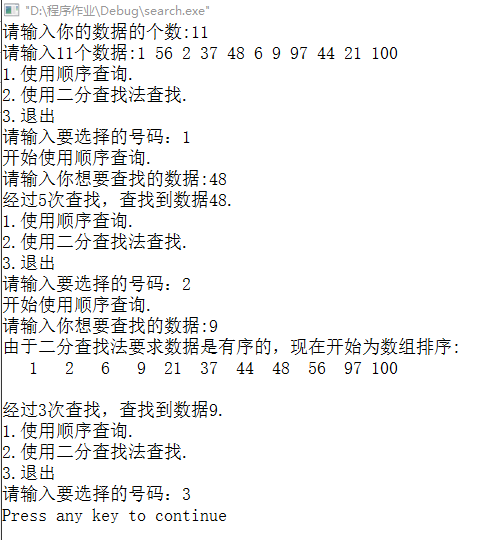 "D:\程序作业\Debug\search.exe"
请输入你的数据的个数:11
请输入11个数据:1 56 2 37 48 6 9 97 44 21 100
1.使用顺序查询.
2.使用二分查找法查找.
3.退出
请输入要选择的号码：1
开始使用顺序查询.
请输入你想要查找的数据:48
经过5次查找，查找到数据48.
1.使用顺序查询.
2.使用二分查找法查找.
3.退出
请输入要选择的号码：2
开始使用顺序查询.
请输入你想要查找的数据:9
由于二分查找法要求数据是有序的，现在开始为数组排序:
1 2 6 9 21 37 44 48 56 97 100
经过3次查找，查找到数据9.
1.使用顺序查询.
2.使用二分查找法查找.
3.退出
请输入要选择的号码：3
Press any key to continue